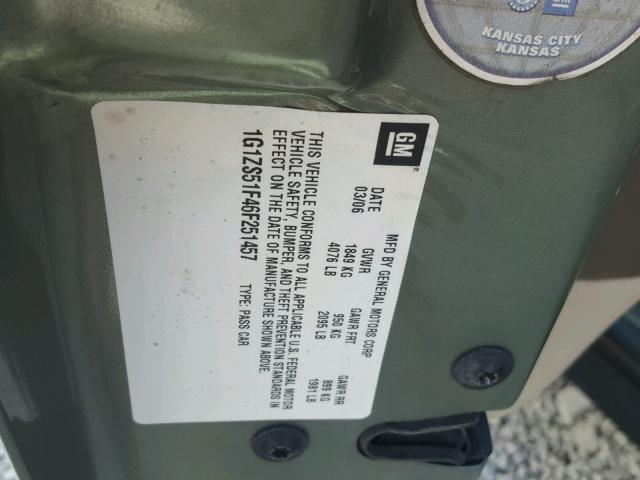 KANSAS CITY
KANSAS
GM
MFD BY GENERAL MOTORS CORP
DATE GVWR GAWR FRT GAWR RR
03/06 1849 KG 950 KG 899 KG
4076 LB 2095 LB 1981 LB
THIS VEHICLE CONFORMS TO ALL APPLICABLE U.S. FEDERAL MOTOR
VEHICLE SAFETY, BUMPER, AND THEFT PREVENTION STANDARDS IN
EFFECT ON THE DATE OF MANUFACTURE SHOWN ABOVE.
1G1ZS51F46F251457 TYPE: PASS CAR